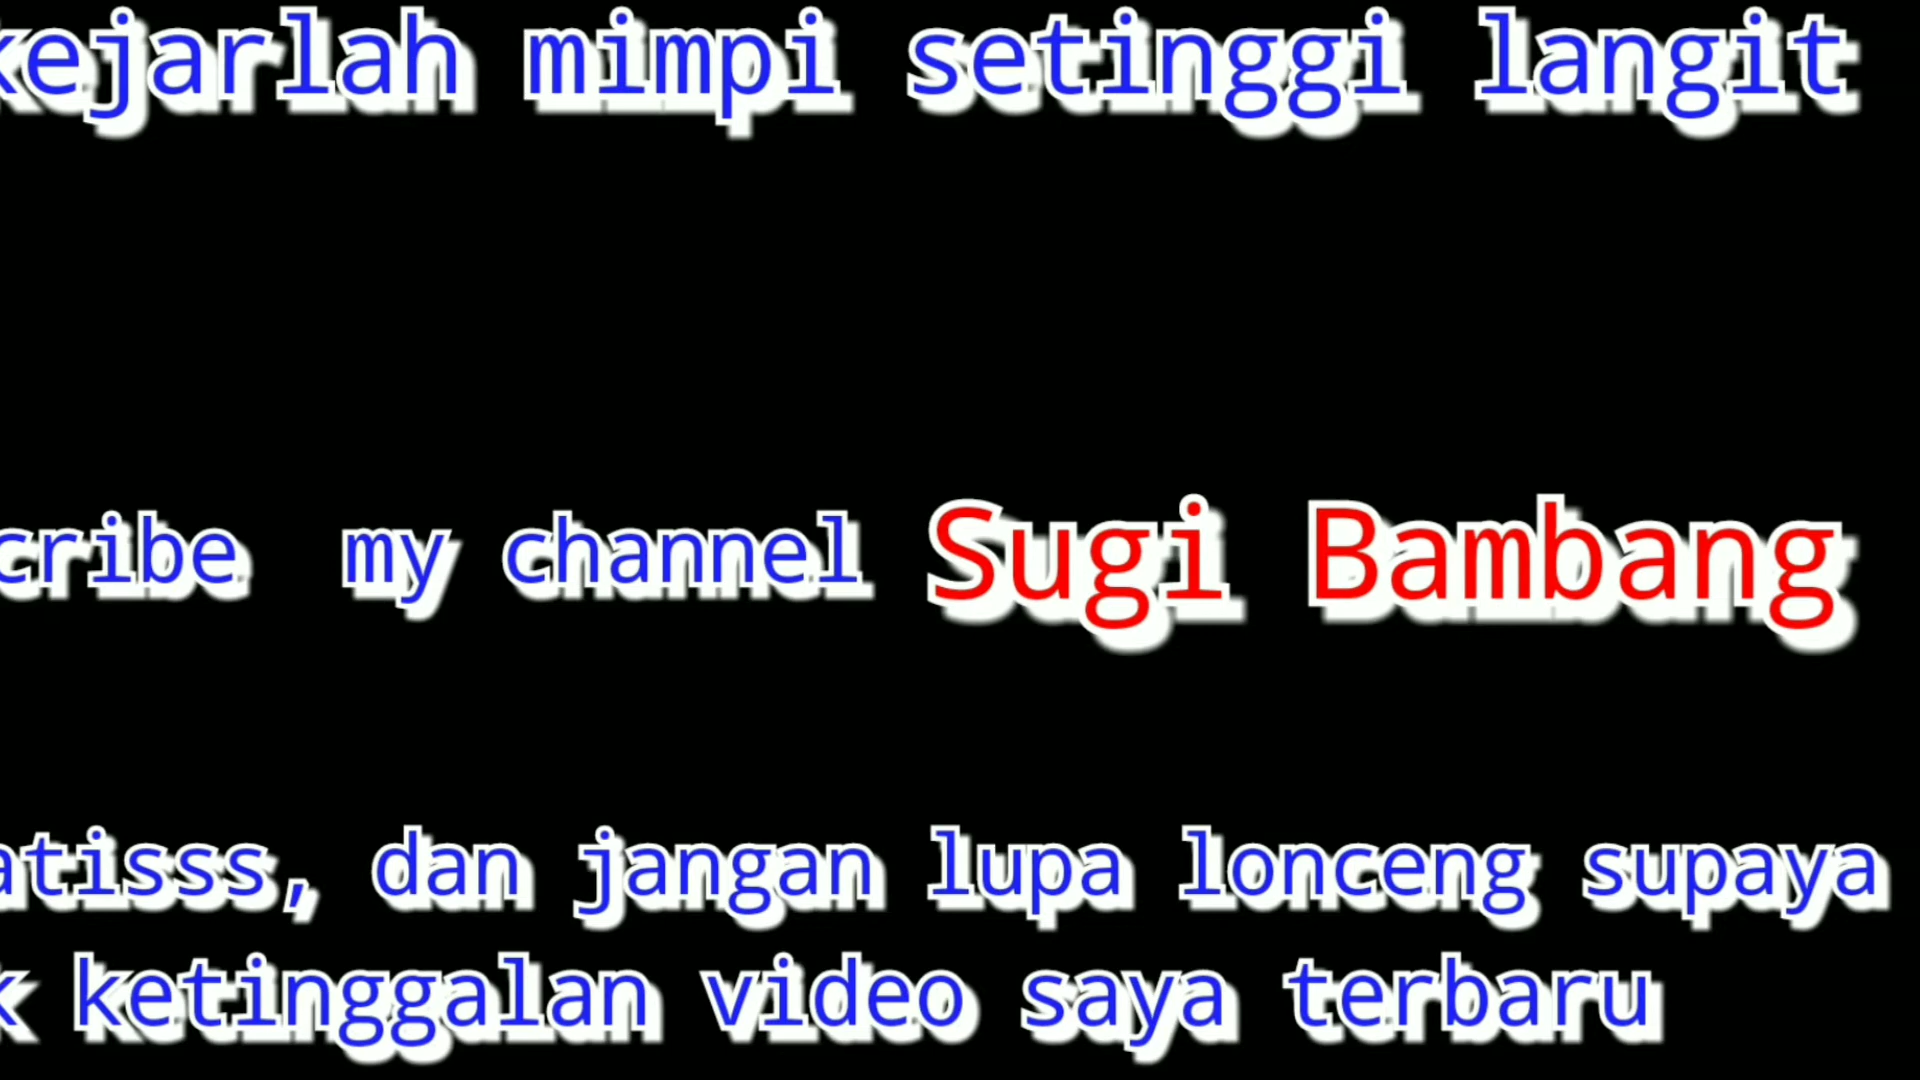 kejarlah mimpi setinggi langit
cribe my channel Sugi Bambang
atisss, dan jangan lupa lonceng supaya
k ketinggalan video saya terbaru